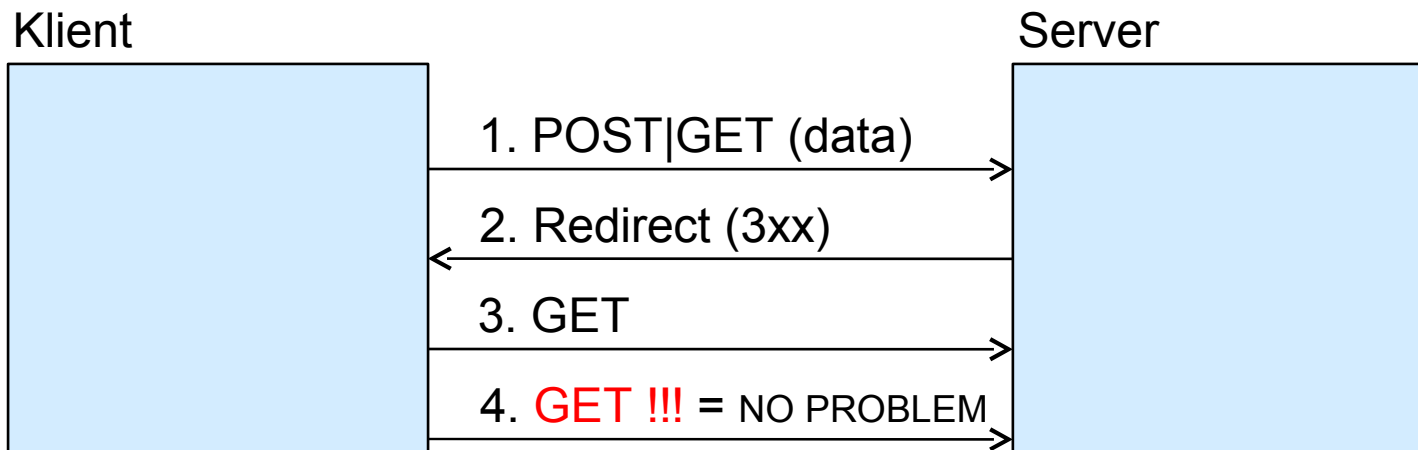 Klient
Server
1. POST|GET (data)
2. Redirect (3xx)
3. GET
4. GET !!! = NO PROBLEM